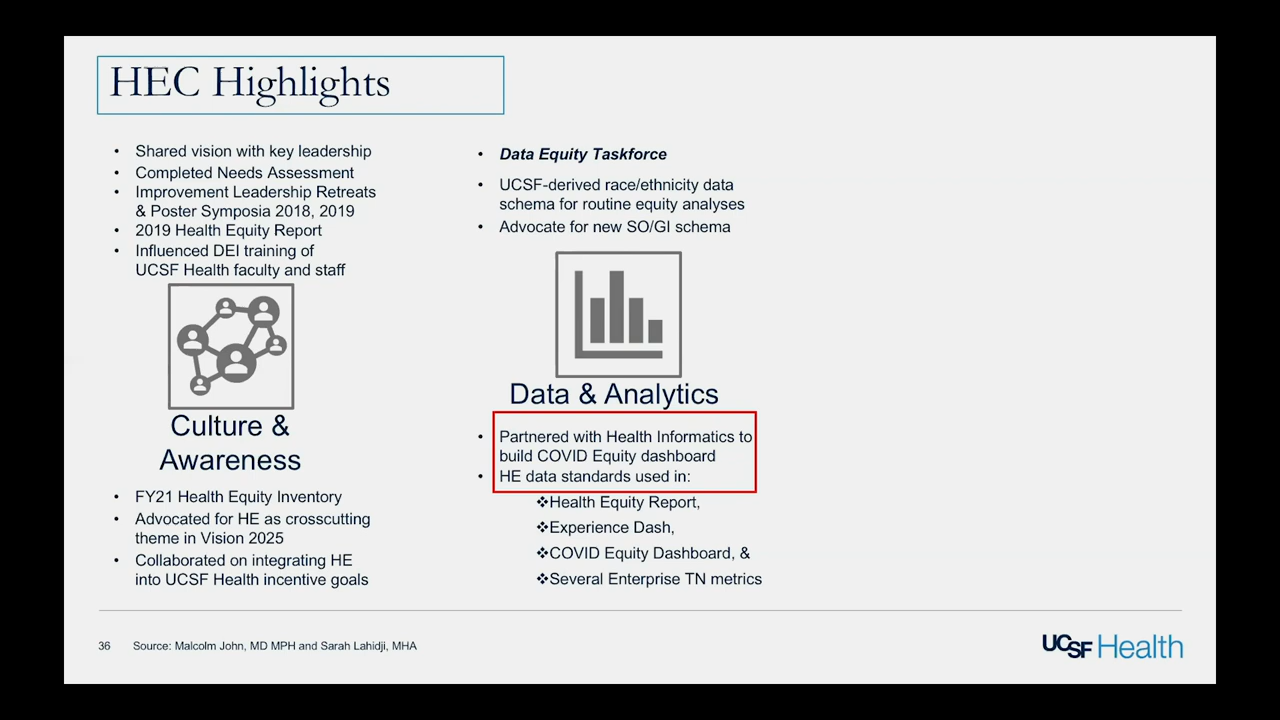 HEC Highlights
• Shared vision with key leadership
• Completed Needs Assessment
• Improvement Leadership Retreats
& Poster Symposia 2018, 2019
• 2019 Health Equity Report
• Influenced DEI training of
UCSF Health faculty and staff
Culture &
Awareness
• FY21 Health Equity Inventory
• Advocated for HE as crosscutting
theme in Vision 2025
• Collaborated on integrating HE
into UCSF Health incentive goals
• Data Equity Taskforce
• UCSF-derived race/ethnicity data
schema for routine equity analyses
• Advocate for new SO/GI schema
Data & Analytics
• Partnered with Health Informatics to
build COVID Equity dashboard
• HE data standards used in:
❖Health Equity Report,
❖Experience Dash,
❖COVID Equity Dashboard, &
❖Several Enterprise TN metrics
36 Source: Malcolm John, MD MPH and Sarah Lahidji, MHA
UCSF Health